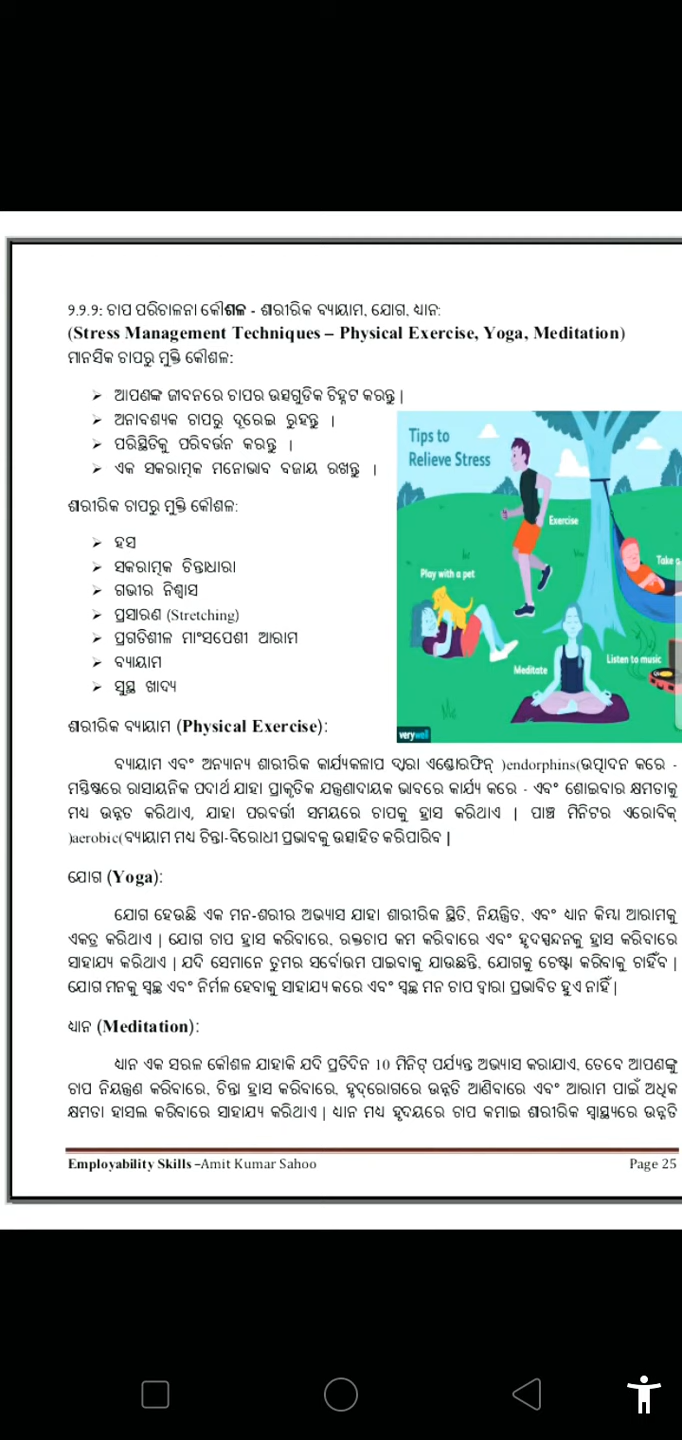 ୨.୨.୨: ଚାପ ପରିଚାଳନା କୌଶଳ - ଶାରୀରିକ ବ୍ୟାୟାମ, ଯୋଗ, ଧ୍ୟାନ:
(Stress Management Techniques – Physical Exercise, Yoga, Meditation)
ମାନସିକ ଚାପରୁ ମୁକ୍ତି କୌଶଳ:
➢ ଆପଣଙ୍କ ଜୀବନରେ ଚାପର ଉତ୍ସଗୁଡିକ ଚିହ୍ନଟ କରନ୍ତୁ |
➢ ଅନାବଶ୍ୟକ ଚାପରୁ ଦୂରେଇ ରୁହନ୍ତୁ |
➢ ପରିସ୍ଥିତିକୁ ପରିବର୍ତ୍ତନ କରନ୍ତୁ |
➢ ଏକ ସକରାତ୍ମକ ମନୋଭାବ ବଜାୟ ରଖନ୍ତୁ |
Tips to
Relieve Stress
Exercise
Play with a pet
Take a
Meditate
Listen to music
verywell
ଶାରୀରିକ ଚାପରୁ ମୁକ୍ତି କୌଶଳ:
➢ ହସ
➢ ସକରାତ୍ମକ ଚିନ୍ତାଧାରା
➢ ଗଭୀର ନିଶ୍ୱାସ
➢ ପ୍ରସାରଣ (Stretching)
➢ ପ୍ରଗତିଶୀଳ ମାଂସପେଶୀ ଆରାମ
➢ ବ୍ୟାୟାମ
➢ ସୁସ୍ଥ ଖାଦ୍ୟ
ଶାରୀରିକ ବ୍ୟାୟାମ (Physical Exercise):
ବ୍ୟାୟାମ ଏବଂ ଅନ୍ୟାନ୍ୟ ଶାରୀରିକ କାର୍ଯ୍ୟକଳାପ ଦ୍ୱାରା ଏଣ୍ଡୋରଫିନ୍ )endorphins(ଉତ୍ପାଦନ କରେ -
ମସ୍ତିଷ୍କରେ ରାସାୟନିକ ପଦାର୍ଥ ଯାହା ପ୍ରାକୃତିକ ଯନ୍ତ୍ରଣାଦାୟକ ଭାବରେ କାର୍ଯ୍ୟ କରେ - ଏବଂ ଶୋଇବାର କ୍ଷମତାକୁ
ମଧ୍ୟ ଉନ୍ନତ କରିଥାଏ, ଯାହା ପରବର୍ତ୍ତୀ ସମୟରେ ଚାପକୁ ହ୍ରାସ କରିଥାଏ | ପାଞ୍ଚ ମିନିଟର ଏରୋବିକ୍
)aerobic(ବ୍ୟାୟାମ ମଧ୍ୟ ଚିନ୍ତା-ବିରୋଧୀ ପ୍ରଭାବକୁ ଉତ୍ସାହିତ କରିପାରିବ |
ଯୋଗ (Yoga):
ଯୋଗ ହେଉଛି ଏକ ମନ-ଶରୀର ଅଭ୍ୟାସ ଯାହା ଶାରୀରିକ ସ୍ଥିତି, ନିୟନ୍ତ୍ରିତ, ଏବଂ ଧ୍ୟାନ କିମ୍ବା ଆରାମକୁ
ଏକତ୍ର କରିଥାଏ | ଯୋଗ ଚାପ ହ୍ରାସ କରିବାରେ, ରକ୍ତଚାପ କମ କରିବାରେ ଏବଂ ହୃଦସ୍ପନ୍ଦନକୁ ହ୍ରାସ କରିବାରେ
ସାହାଯ୍ୟ କରିଥାଏ | ଯଦି ସେମାନେ ତୁମର ସର୍ବୋତ୍ତମ ପାଇବାକୁ ଯାଉଛନ୍ତି, ଯୋଗକୁ ଚେଷ୍ଟା କରିବାକୁ ଚାହିଁବ |
ଯୋଗ ମନକୁ ସ୍ୱଚ୍ଛ ଏବଂ ନିର୍ମଳ ହେବାକୁ ସାହାଯ୍ୟ କରେ ଏବଂ ସ୍ୱଚ୍ଛ ମନ ଚାପ ଦ୍ୱାରା ପ୍ରଭାବିତ ହୁଏ ନାହିଁ |
ଧ୍ୟାନ (Meditation):
ଧ୍ୟାନ ଏକ ସରଳ କୌଶଳ ଯାହାକି ଯଦି ପ୍ରତିଦିନ 10 ମିନିଟ୍ ପର୍ଯ୍ୟନ୍ତ ଅଭ୍ୟାସ କରାଯାଏ, ତେବେ ଆପଣଙ୍କୁ
ଚାପ ନିୟନ୍ତ୍ରଣ କରିବାରେ, ଚିନ୍ତା ହ୍ରାସ କରିବାରେ, ହୃଦ୍‌ରୋଗରେ ଉନ୍ନତି ଆଣିବାରେ ଏବଂ ଆରାମ ପାଇଁ ଅଧିକ
କ୍ଷମତା ହାସଲ କରିବାରେ ସାହାଯ୍ୟ କରିଥାଏ | ଧ୍ୟାନ ମଧ୍ୟ ହୃଦୟରେ ଚାପ କମାଇ ଶାରୀରିକ ସ୍ୱାସ୍ଥ୍ୟରେ ଉନ୍ନତି
Employability Skills –Amit Kumar Sahoo
Page 25